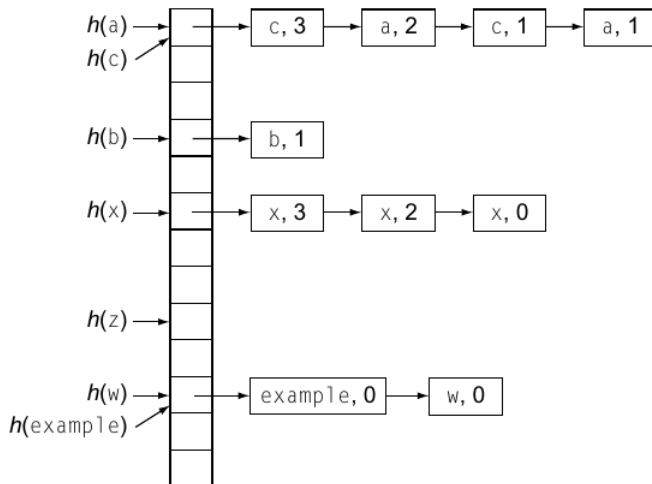 h(a) c, 3 a, 2 c, 1 a, 1
h(c)
h(b) b, 1
h(x) x, 3 x, 2 x, 0
h(z)
h(w) example, 0 w, 0
h(example)